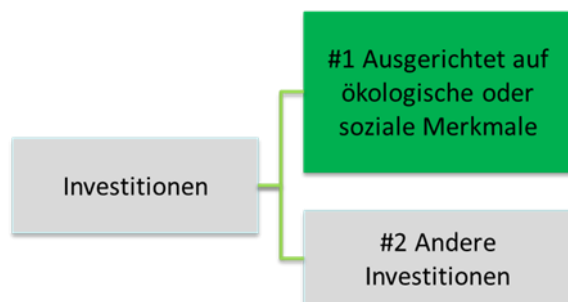 #1 Ausgerichtet auf
ökologische oder
soziale Merkmale
Investitionen
#2 Andere
Investitionen